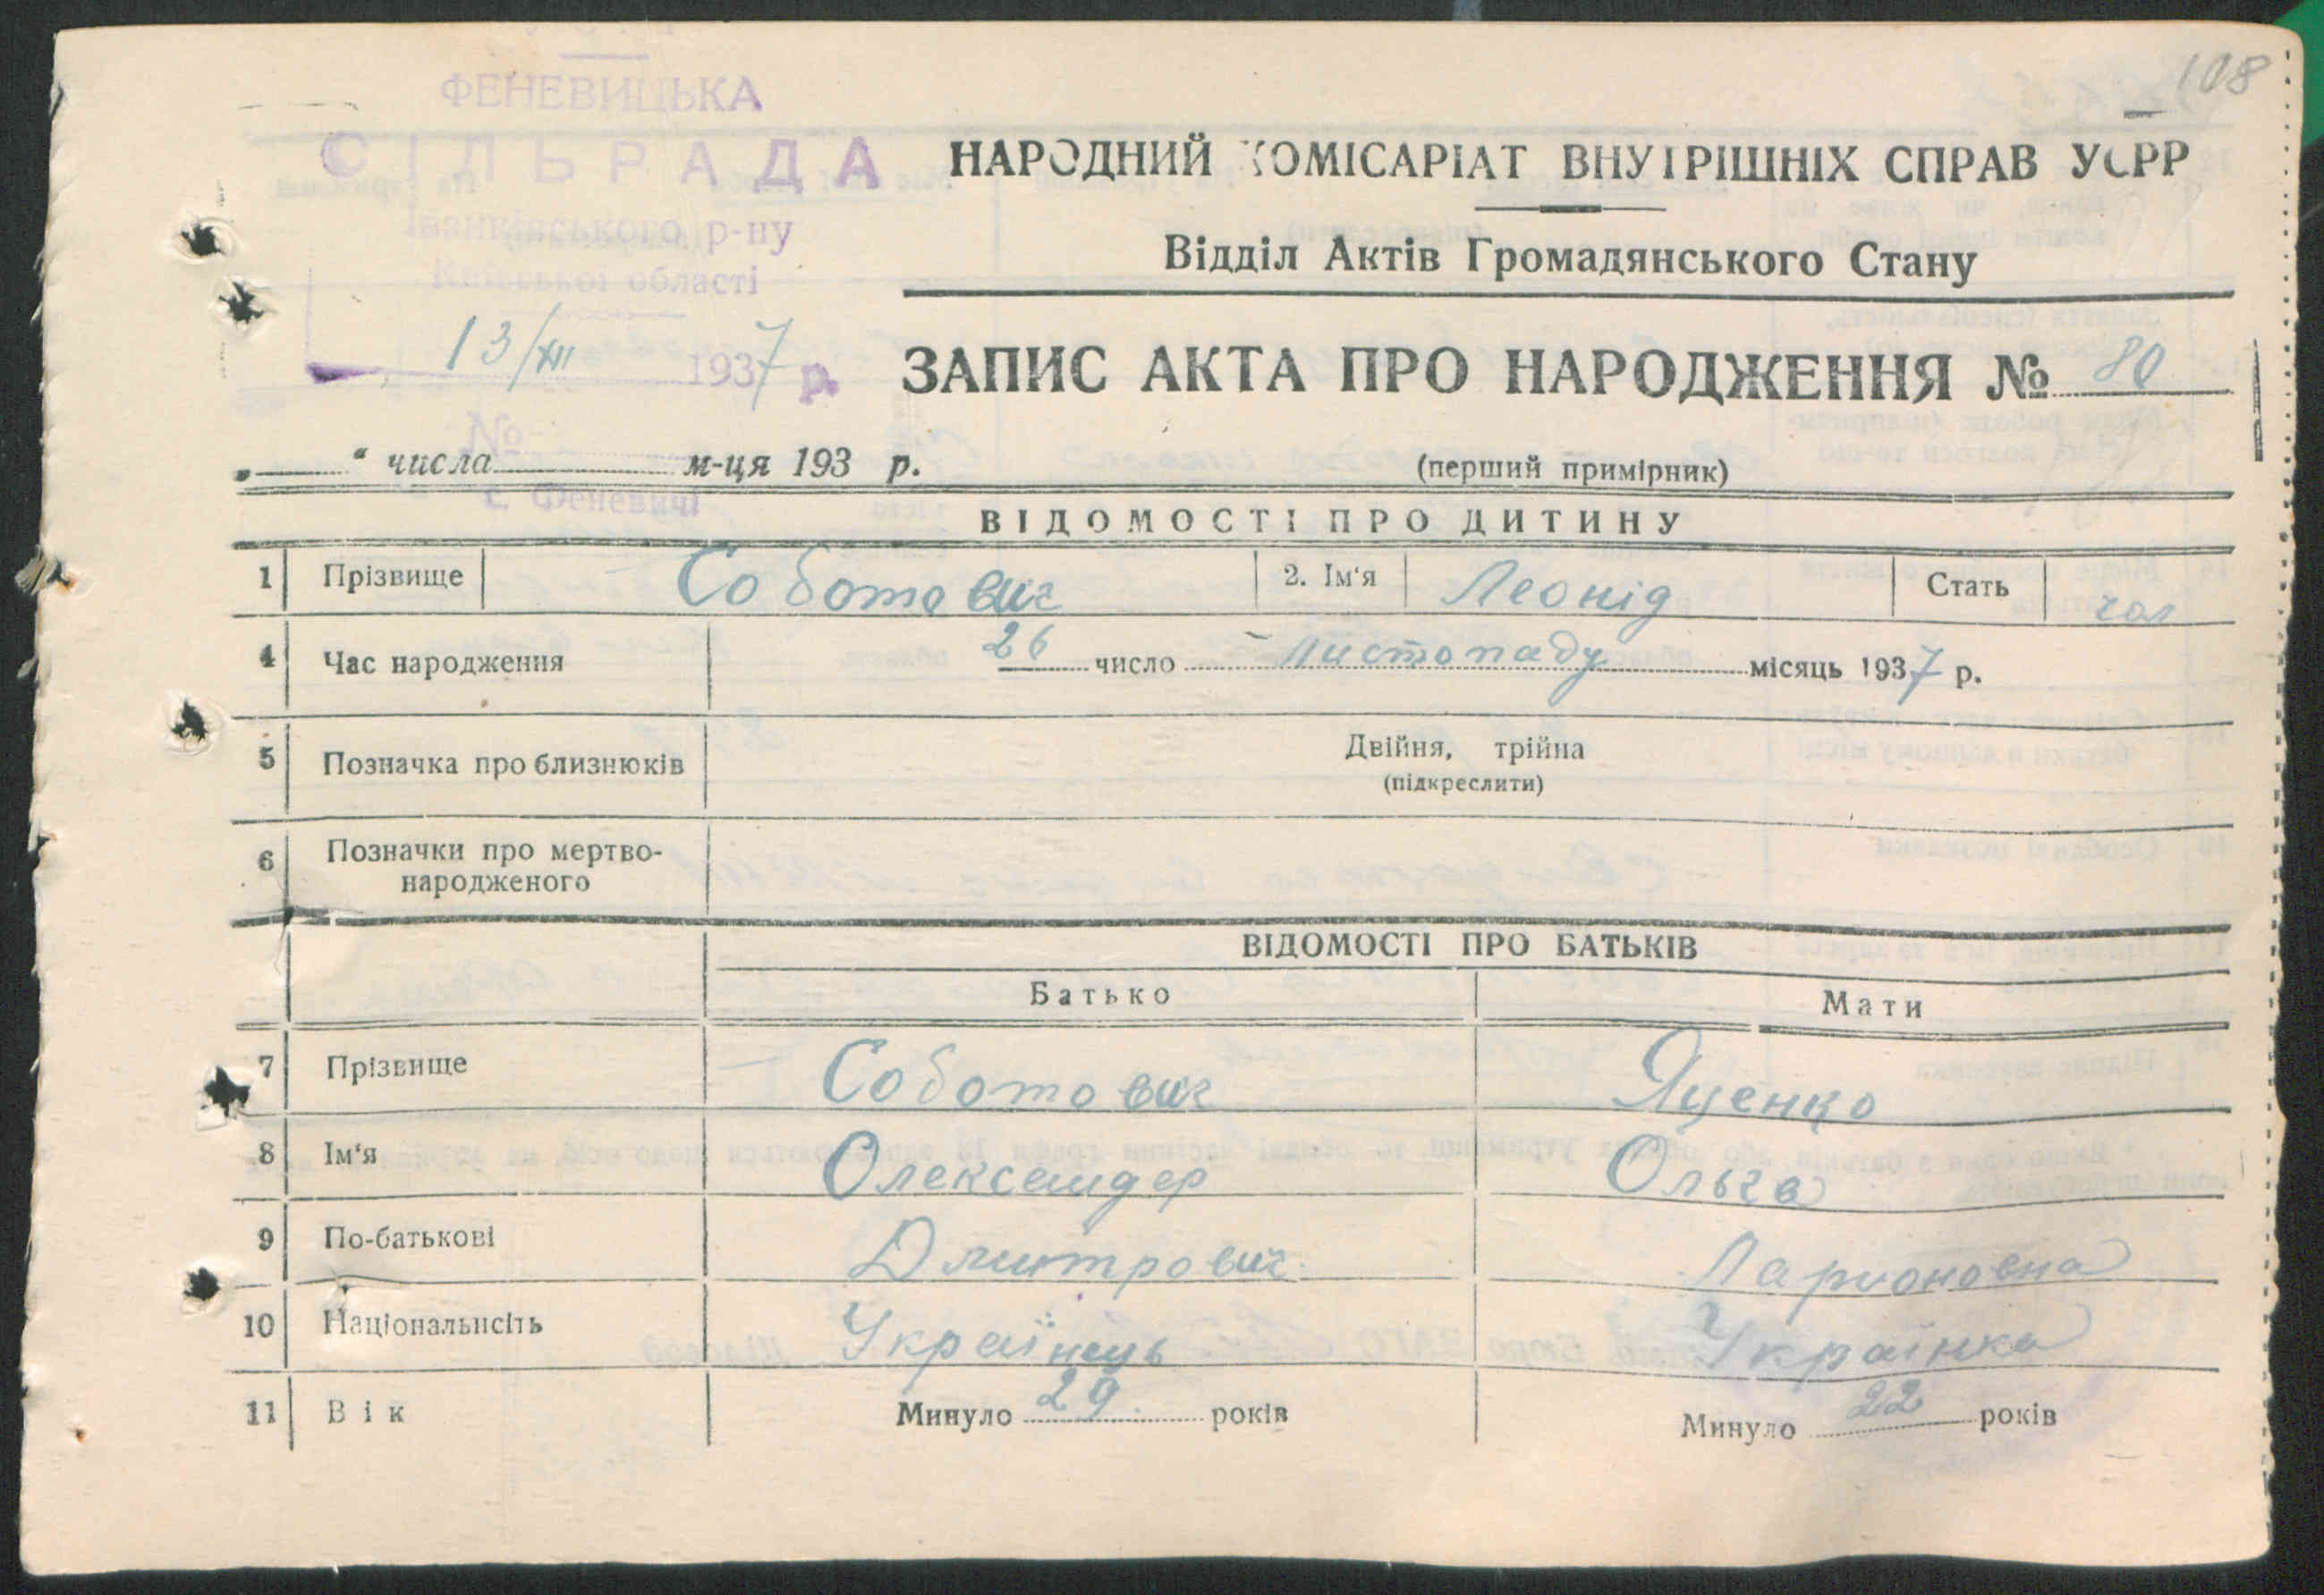 108
УСРР
ФЕНЕВИЦЬКА
СІЛЬРАДА
Іванківського р-ну
Київської області
13/XII 1937 р.
№
с. Феневичі
НАРОДНИЙ КОМІСАРІАТ ВНУТРІШНІХ СПРАВ УСРР
Відділ Актів Громадянського Стану
ЗАПИС АКТА ПРО НАРОДЖЕННЯ № 80
„ “ числа м-ця 193 р. (перший примірник)
ВІДОМОСТІ ПРО ДИТИНУ
1 Прізвище Соботович 2. Ім‘я Леонід Стать чол
4 Час народження 26 число листопаду місяць 1937 р.
5 Позначка про близнюків Двійня, трійна
(підкреслити)
6 Позначки про мертво-
народженого
ВІДОМОСТІ ПРО БАТЬКІВ
Батько Мати
7 Прізвище Соботович Яценко
8 Ім‘я Олександер Ольга
9 По-батькові Дмитрович Ларионовна
10 Національність Українець Українка
11 Вік Минуло 29 років Минуло 22 років